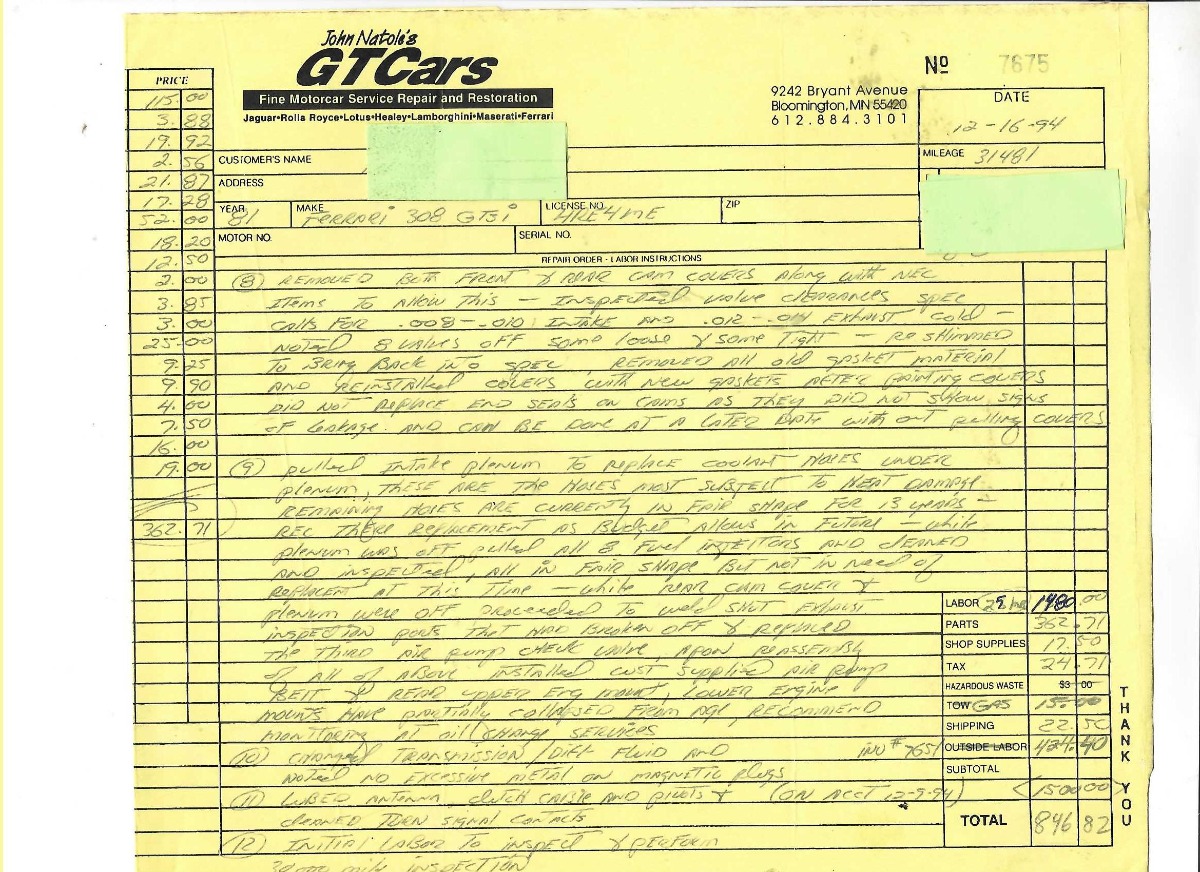 John Natole's
GTCars
Fine Motorcar Service Repair and Restoration
Jaguar•Rolls Royce•Lotus•Healey•Lamborghini•Maserati•Ferrari
9242 Bryant Avenue
Bloomington, MN 55420
612.884.3101
No 7675
DATE
12-16-94
MILEAGE 31481
PRICE
115.00
3.88
19.92
2.56
21.87
17.28
52.00
18.20
12.50
2.00
3.85
3.00
25.00
9.25
9.90
4.00
7.50
16.00
19.00
362.71
CUSTOMER'S NAME
ADDRESS
YEAR 81 MAKE Ferrari 308 GTSi LICENSE NO. 4RE4ME ZIP
MOTOR NO. SERIAL NO.
REPAIR ORDER - LABOR INSTRUCTIONS
(8) REMOVED BOTH FRONT & REAR CAM COVERS Along with NEC
Items To Allow This - INSPECTED valve clearances spec
calls FOR .008-.010 INTAKE AND .012-.014 EXHAUST Cold -
NOTED 8 VALVES OFF some loose & some Tight - Reshimmed
To Bring Back into spec, REMOVED All old gasket material
AND reinstalled covers with new gaskets AFTER painting COVERS
DID NOT Replace END SEALS on CAMS AS THEY DID NOT SHOW SIGNS
OF leakage. AND CAN BE DONE AT A LATER DATE with out pulling COVERS
(9) pulled INTAKE plenum To Replace COOLANT HOSES UNDER
plenum, THESE ARE THE HOSES MOST SUBJECT TO HEAT DAMAGE
REMAINING HOSES ARE CURRENTLY IN FAIR SHAPE FOR 13 years -
REC There Replacement AS Budget Allows in Future - while
plenum was off pulled All 8 Fuel injectors AND cleaned
AND inspected, All in FAIR SHAPE But not in need of
Replacent AT This Time - while REAR CAM COVER &
plenum were off proceeded to weld SHUT EXHAUST
inspection ports THAT HAD BROKEN OFF & Replaced
The THIRD Air pump CHECK valve, upon REASSEMBLY
of All of Above installed cust supplied Air pump
BELT & REAR upper Eng mount, LOWER Engine
mounts HAVE partially collapsed From Age, RECOMMEND
monitoring at oil change services
(10) changed Transmission/Diff FLUID AND
Noted NO EXCESSIVE metal on magnetic plugs
(11) LUBED ANTENNA, clutch CABLE AND pivots & (ON ACCT 12-9-94)
cleaned TURN signal contacts
(12) INITIAL LABOR to inspect & perform
30,000 mile INSPECTION
inv # 7651
LABOR 1480.00
PARTS 362.71
SHOP SUPPLIES 17.50
TAX 24.71
HAZARDOUS WASTE $3 00
TOW GAS 15.00
SHIPPING 22.50
OUTSIDE LABOR 421.40
SUBTOTAL
(1500.00)
TOTAL 846 82
THANK YOU